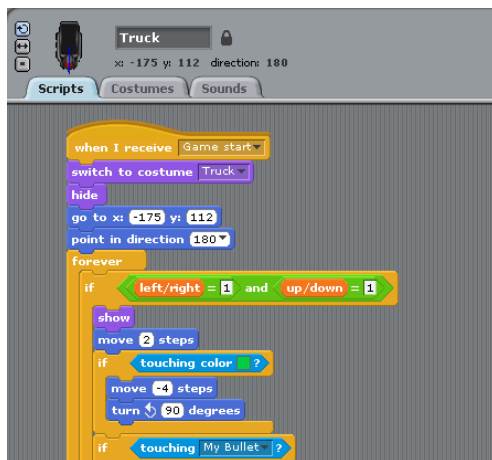 Truck
x: -175 y: 112 direction: 180
Scripts Costumes Sounds
when I receive Game start
switch to costume Truck
hide
go to x: -175 y: 112
point in direction 180
forever
if left/right = 1 and up/down = 1
show
move 2 steps
if touching color ?
move -4 steps
turn 90 degrees
if touching My Bullet ?